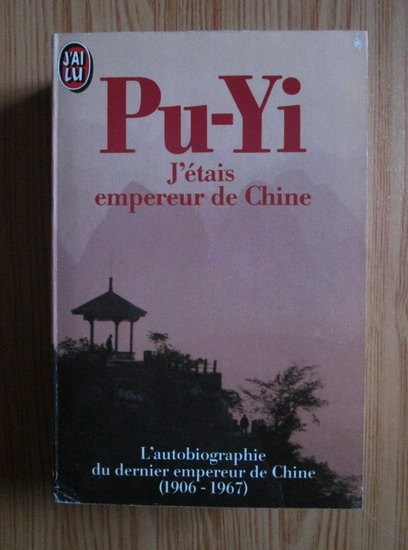 J'AI
LU
Pu-Yi
J'étais
empereur de Chine
L'autobiographie
du dernier empereur de Chine
(1906 - 1967)